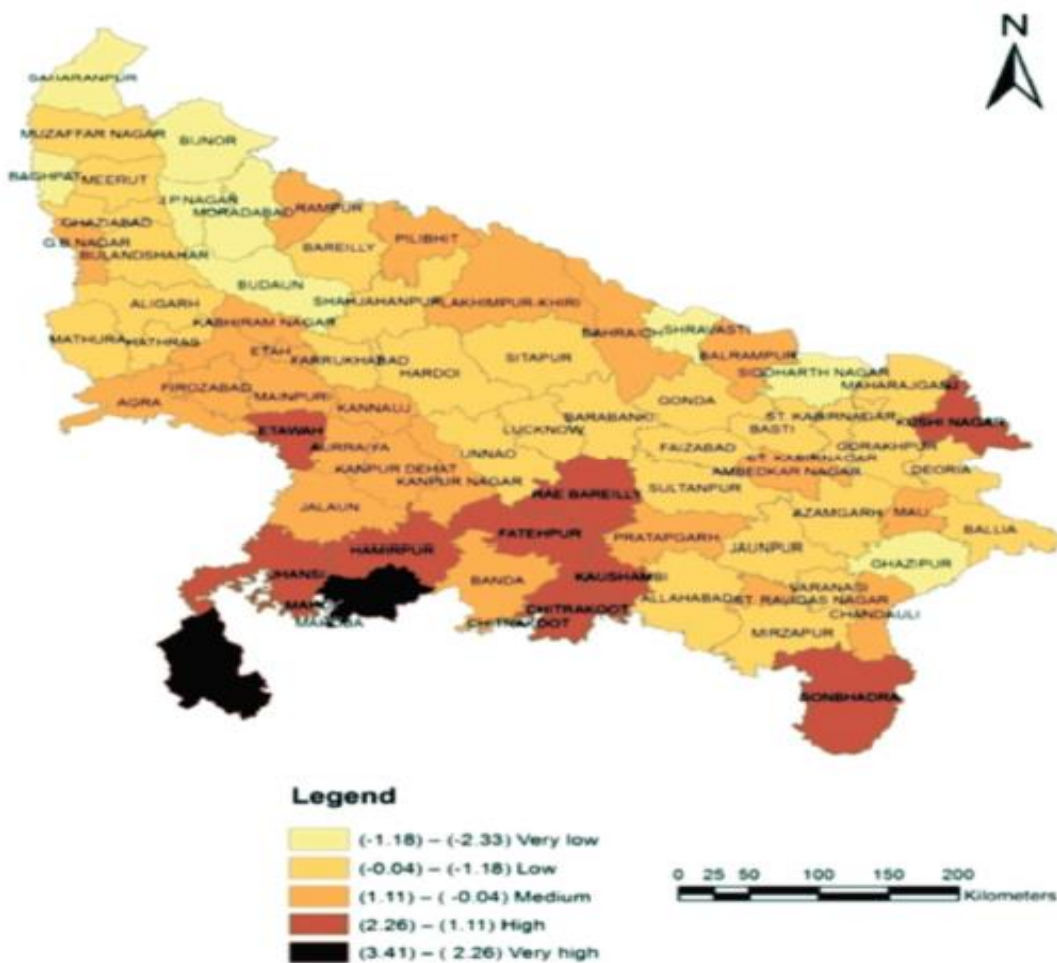 N
SAHARANPUR
MUZAFFAR NAGAR
BIJNOR
BAGHPAT
MEERUT
J.P.NAGAR
MORADABAD
RAMPUR
GHAZIABAD
G.B.NAGAR
BULANDSHAHAR
BAREILLY
PILIBHIT
BUDAUN
SHAHJAHANPUR
LAKHIMPUR-KHIRI
ALIGARH
KABHIRAM NAGAR
BAHRAICH
SHRAVASTI
MATHURA
HATHRAS
ETAH
FARRUKHABAD
HARDOI
SITAPUR
BALRAMPUR
SIDDHARTH NAGAR
MAHARAJGANJ
AGRA
FIROZABAD
MAINPURI
KANNAUJ
GONDA
BARABANKI
ST. KABIRNAGAR
BASTI
KUSHI NAGAR
ETAWAH
AURRAIYA
LUCKNOW
UNNAO
FAIZABAD
GORAKHPUR
ST. KABIRNAGAR
DEORIA
KANPUR DEHAT
KANPUR NAGAR
AMBEDKAR NAGAR
SULTANPUR
RAE BAREILLY
JALAUN
AZAMGARH
MAU
BALLIA
FATEHPUR
PRATAPGARH
HAMIRPUR
JAUNPUR
GHAZIPUR
JHANSI
BANDA
KAUSHAMBI
VARANASI
ALLAHABAD
ST. RAVIDAS NAGAR
CHANDAULI
CHITRAKOOT
MAHOBA
CHITRAKOOT
MIRZAPUR
SONBHADRA
Legend
(-1.18) – (-2.33) Very low
(-0.04) – (-1.18) Low
(1.11) – ( -0.04) Medium
(2.26) – (1.11) High
(3.41) – ( 2.26) Very high
0 25 50 100 150 200
Kilometers